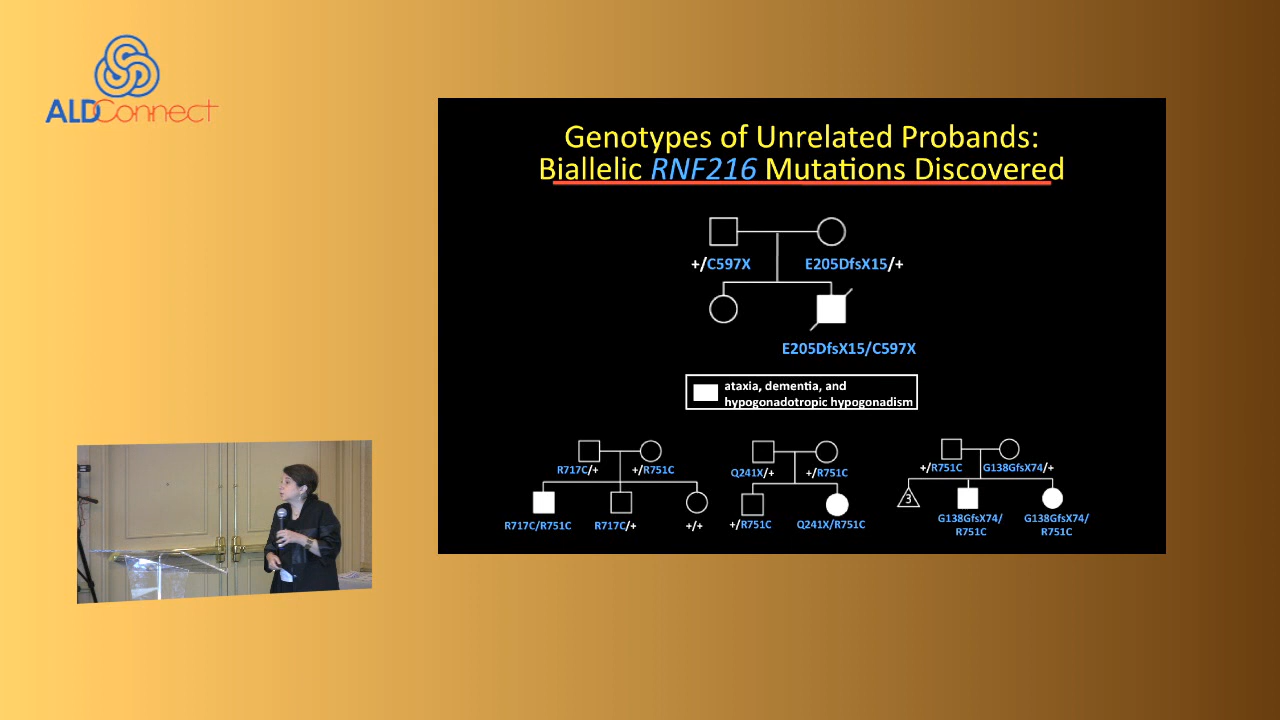 ALDConnect
Genotypes of Unrelated Probands:
Biallelic RNF216 Mutations Discovered
+/C597X
E205DfsX15/+
E205DfsX15/C597X
ataxia, dementia, and
hypogonadotropic hypogonadism
R717C/+
+/R751C
R717C/R751C
R717C/+
+/+
Q241X/+
+/R751C
+/R751C
Q241X/R751C
+/R751C
G138GfsX74/+
3
G138GfsX74/
R751C
G138GfsX74/
R751C